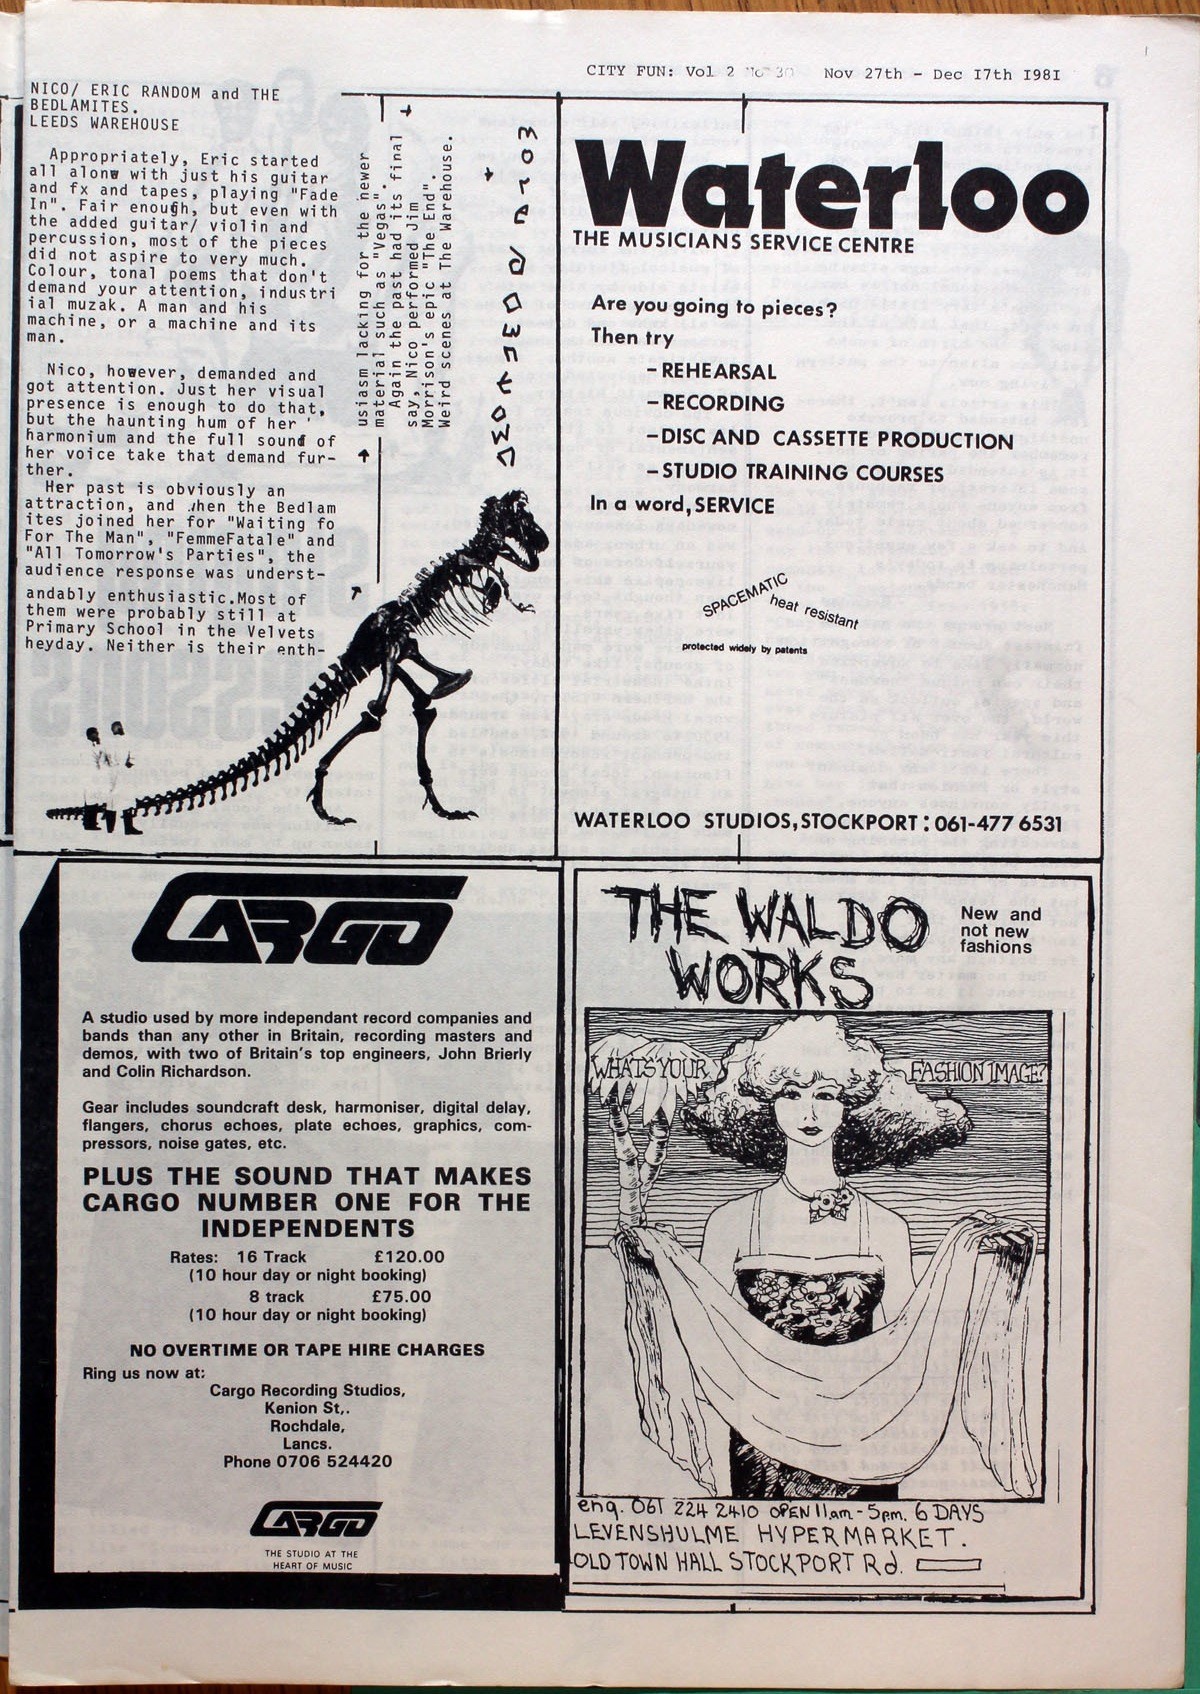 CITY FUN: Vol 2 No 30 Nov 27th - Dec I7th I98I
NICO/ ERIC RANDOM and THE
BEDLAMITES.
LEEDS WAREHOUSE
Appropriately, Eric started
all alone with just his guitar
and fx and tapes, playing "Fade
In". Fair enough, but even with
the added guitar/ violin and
percussion, most of the pieces
did not aspire to very much.
Colour, tonal poems that don't
demand your attention, industri
ial muzak. A man and his
machine, or a machine and its
man.
Nico, however, demanded and
got attention. Just her visual
presence is enough to do that,
but the haunting hum of her
harmonium and the full sound of
her voice take that demand fur-
ther.
Her past is obviously an
attraction, and when the Bedlam
ites joined her for "Waiting fo
For The Man", "FemmeFatale" and
"All Tomorrow's Parties", the
audience response was underst-
andably enthusiastic.Most of
them were probably still at
Primary School in the Velvets
heyday. Neither is their enth-
usiasm lacking for the newer
material such as "Vegas".
Again the past had its final
say, Nico performed Jim
Morrison's epic "The End".
Weird scenes at The Warehouse.
Waterloo
THE MUSICIANS SERVICE CENTRE
Are you going to pieces?
Then try
-REHEARSAL
-RECORDING
-DISC AND CASSETTE PRODUCTION
-STUDIO TRAINING COURSES
In a word, SERVICE
SPACEMATIC
heat resistant
protected widely by patents
WATERLOO STUDIOS, STOCKPORT: 061-477 6531
CARGO
A studio used by more independant record companies and
bands than any other in Britain, recording masters and
demos, with two of Britain's top engineers, John Brierly
and Colin Richardson.
Gear includes soundcraft desk, harmoniser, digital delay,
flangers, chorus echoes, plate echoes, graphics, com-
pressors, noise gates, etc.
PLUS THE SOUND THAT MAKES
CARGO NUMBER ONE FOR THE
INDEPENDENTS
Rates: 16 Track £120.00
(10 hour day or night booking)
8 track £75.00
(10 hour day or night booking)
NO OVERTIME OR TAPE HIRE CHARGES
Ring us now at:
Cargo Recording Studios,
Kenion St,.
Rochdale,
Lancs.
Phone 0706 524420
CARGO
THE STUDIO AT THE
HEART OF MUSIC
THE WALDO
WORKS
New and
not new
fashions
WHATS YOUR FASHION IMAGE?
enq. 061 224 2410 OPEN 11am - 5pm. 6 DAYS
LEVENSHULME HYPERMARKET.
OLD TOWN HALL STOCKPORT Rd.